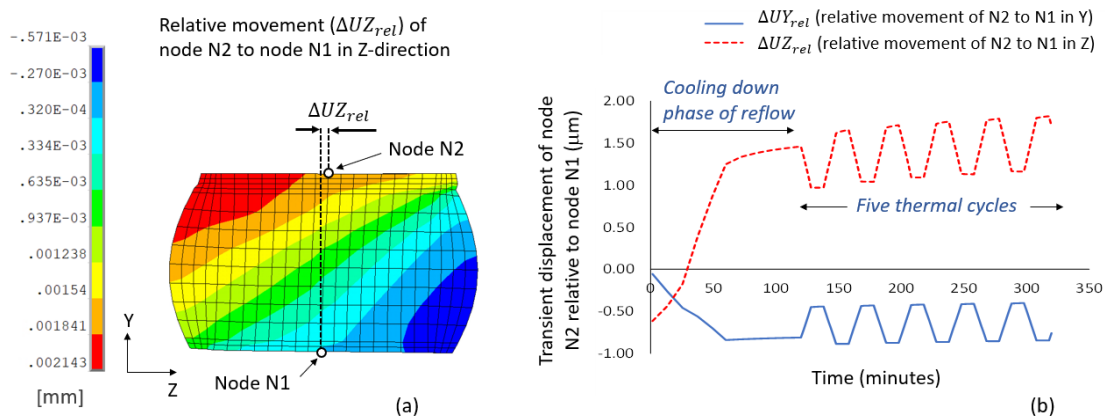 Relative movement (ΔUZrel) of
node N2 to node N1 in Z-direction
-.571E-03
-.270E-03
.320E-04
.334E-03
.635E-03
.937E-03
.001238
.00154
.001841
.002143
[mm]
ΔUZrel
Node N2
Node N1
Y
Z
(a)
ΔUYrel (relative movement of N2 to N1 in Y)
ΔUZrel (relative movement of N2 to N1 in Z)
Transient displacement of node
N2 relative to node N1 (μm)
2.00
1.50
1.00
0.50
0.00
-0.50
-1.00
Cooling down
phase of reflow
Five thermal cycles
0
50
100
150
200
250
300
350
Time (minutes)
(b)